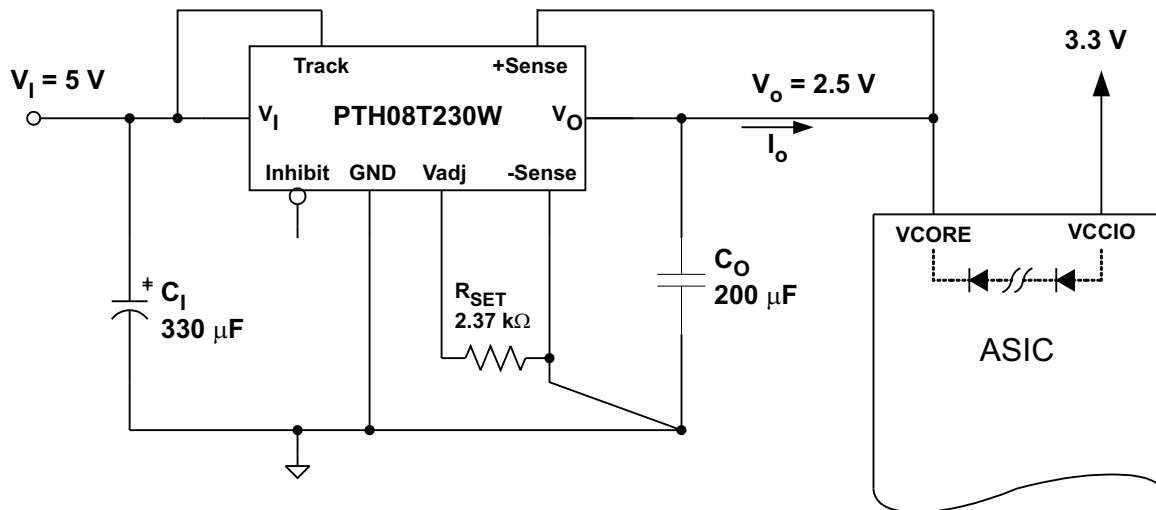 3.3 V
V_I = 5 V
Track
+Sense
V_o = 2.5 V
V_I
PTH08T230W
V_O
I_o
Inhibit
GND
Vadj
-Sense
VCORE
VCCIO
+ C_I
330 μF
R_SET
2.37 kΩ
C_O
200 μF
ASIC